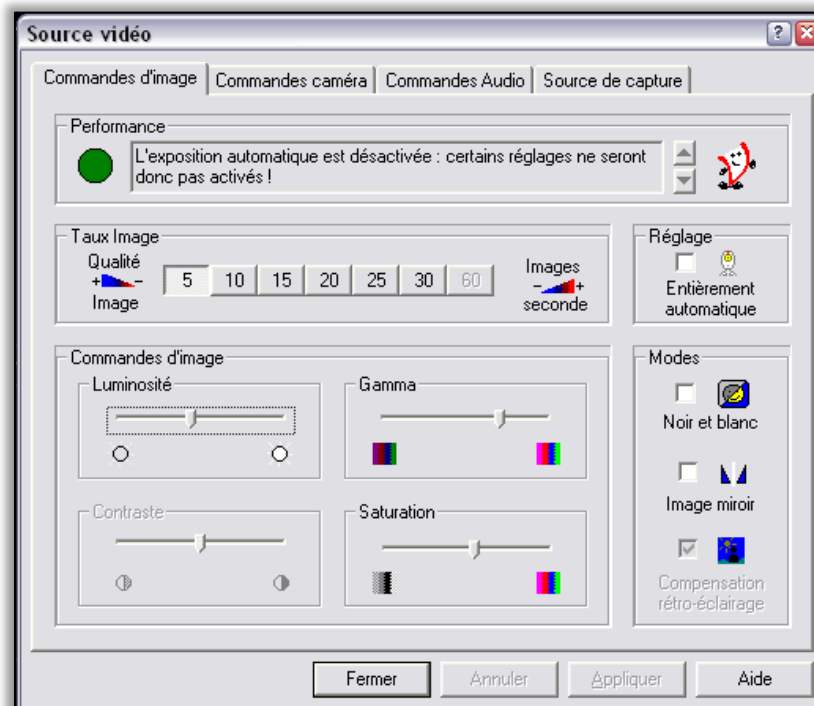 Source vidéo
Commandes d'image
Commandes caméra
Commandes Audio
Source de capture
Performance
L'exposition automatique est désactivée : certains réglages ne seront
donc pas activés !
Taux Image
Qualité
Image
5
10
15
20
25
30
60
Images
seconde
Réglage
Entièrement
automatique
Commandes d'image
Luminosité
Gamma
Contraste
Saturation
Modes
Noir et blanc
Image miroir
Compensation
rétro-éclairage
Fermer
Annuler
Appliquer
Aide